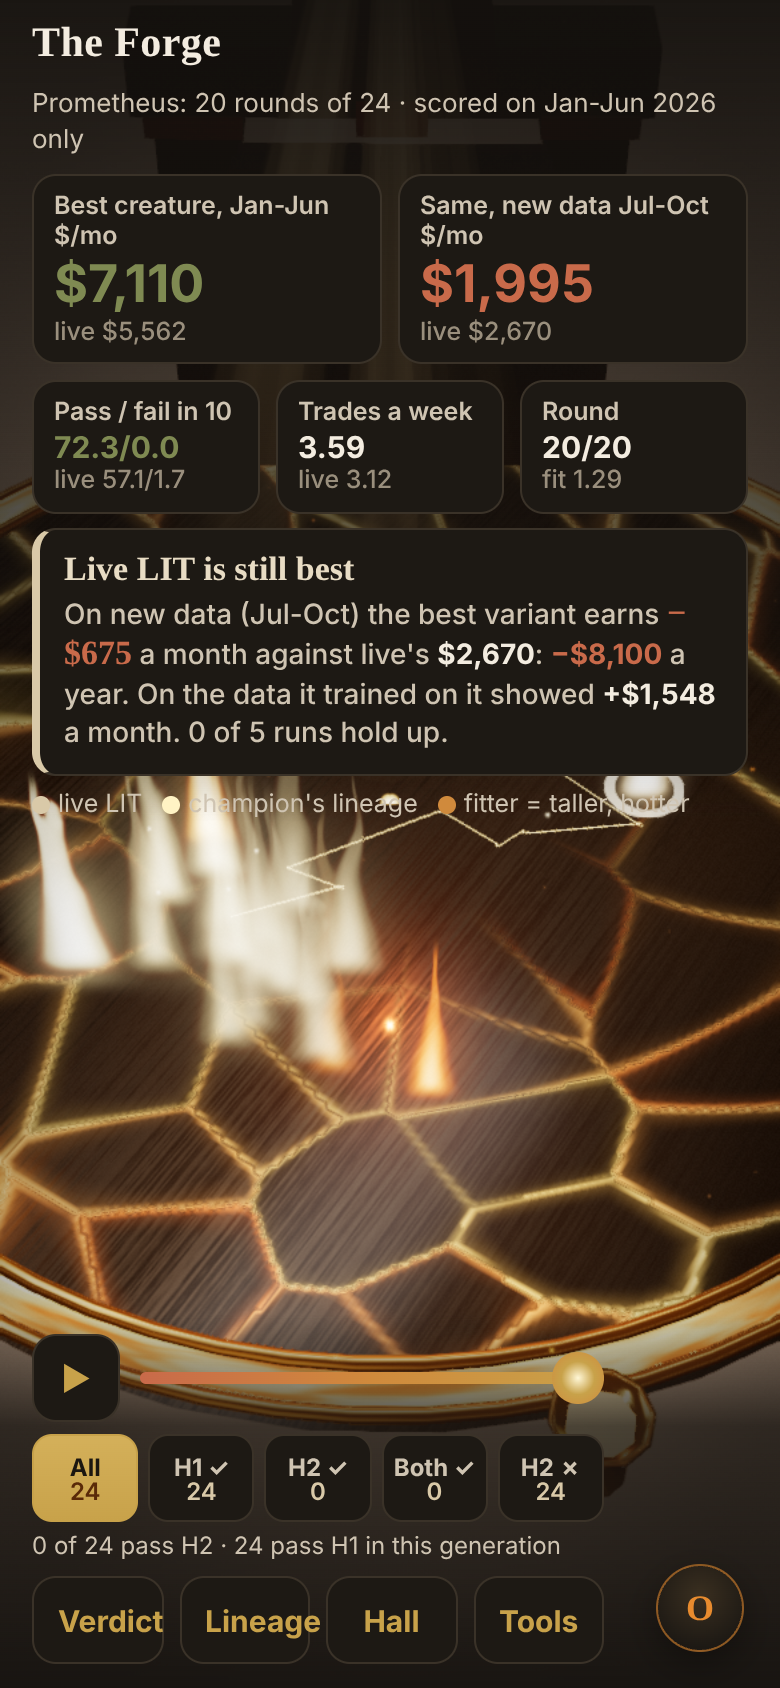 The Forge
Prometheus: 20 rounds of 24 · scored on Jan-Jun 2026
only
Best creature, Jan-Jun
$/mo
$7,110
live $5,562
Same, new data Jul-Oct
$/mo
$1,995
live $2,670
Pass / fail in 10
72.3/0.0
live 57.1/1.7
Trades a week
3.59
live 3.12
Round
20/20
fit 1.29
Live LIT is still best
On new data (Jul-Oct) the best variant earns −
$675 a month against live's $2,670: −$8,100 a
year. On the data it trained on it showed +$1,548
a month. 0 of 5 runs hold up.
live LIT champion's lineage fitter = taller, hotter
All
24
H1 ✓
24
H2 ✓
0
Both ✓
0
H2 ×
24
0 of 24 pass H2 · 24 pass H1 in this generation
Verdict
Lineage
Hall
Tools
O